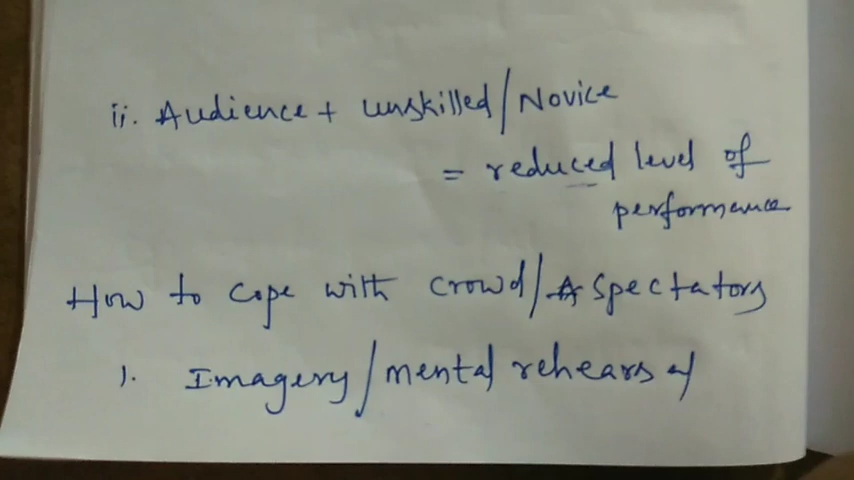 ii. Audience + unskilled/Novice
= reduced level of
performance
How to cope with crowd/ Spectators
1. Imagery/mental rehearsal